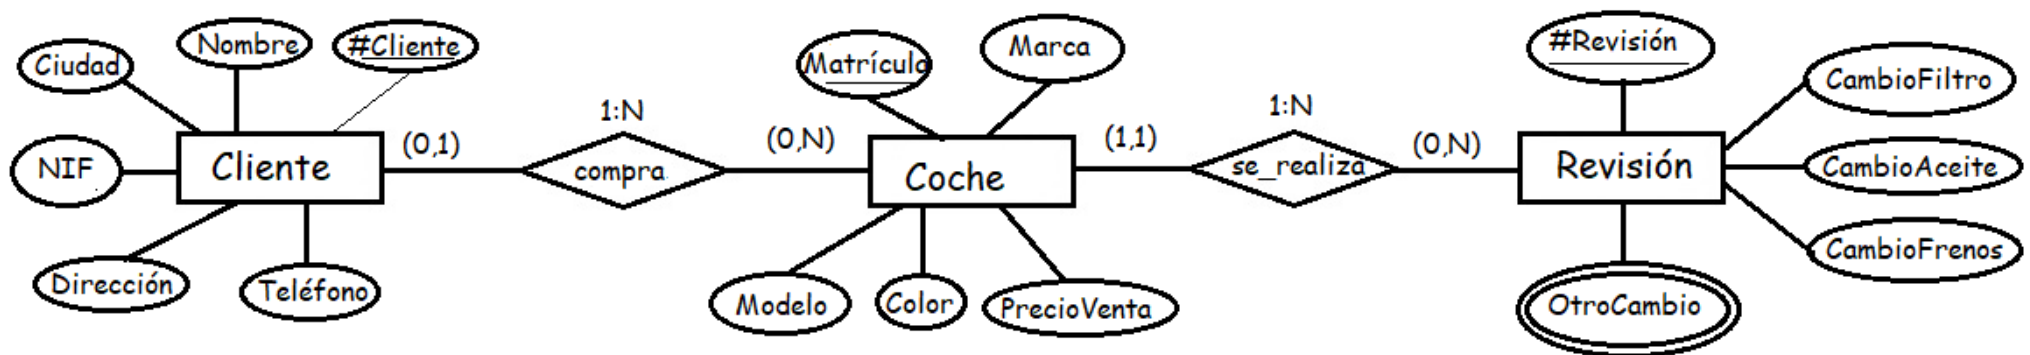 Ciudad
Nombre
#Cliente
NIF
Cliente
Dirección
Teléfono
(0,1)
1:N
compra
(0,N)
Matrícula
Marca
Coche
Modelo
Color
PrecioVenta
(1,1)
1:N
se_realiza
(0,N)
#Revisión
Revisión
CambioFiltro
CambioAceite
CambioFrenos
OtroCambio